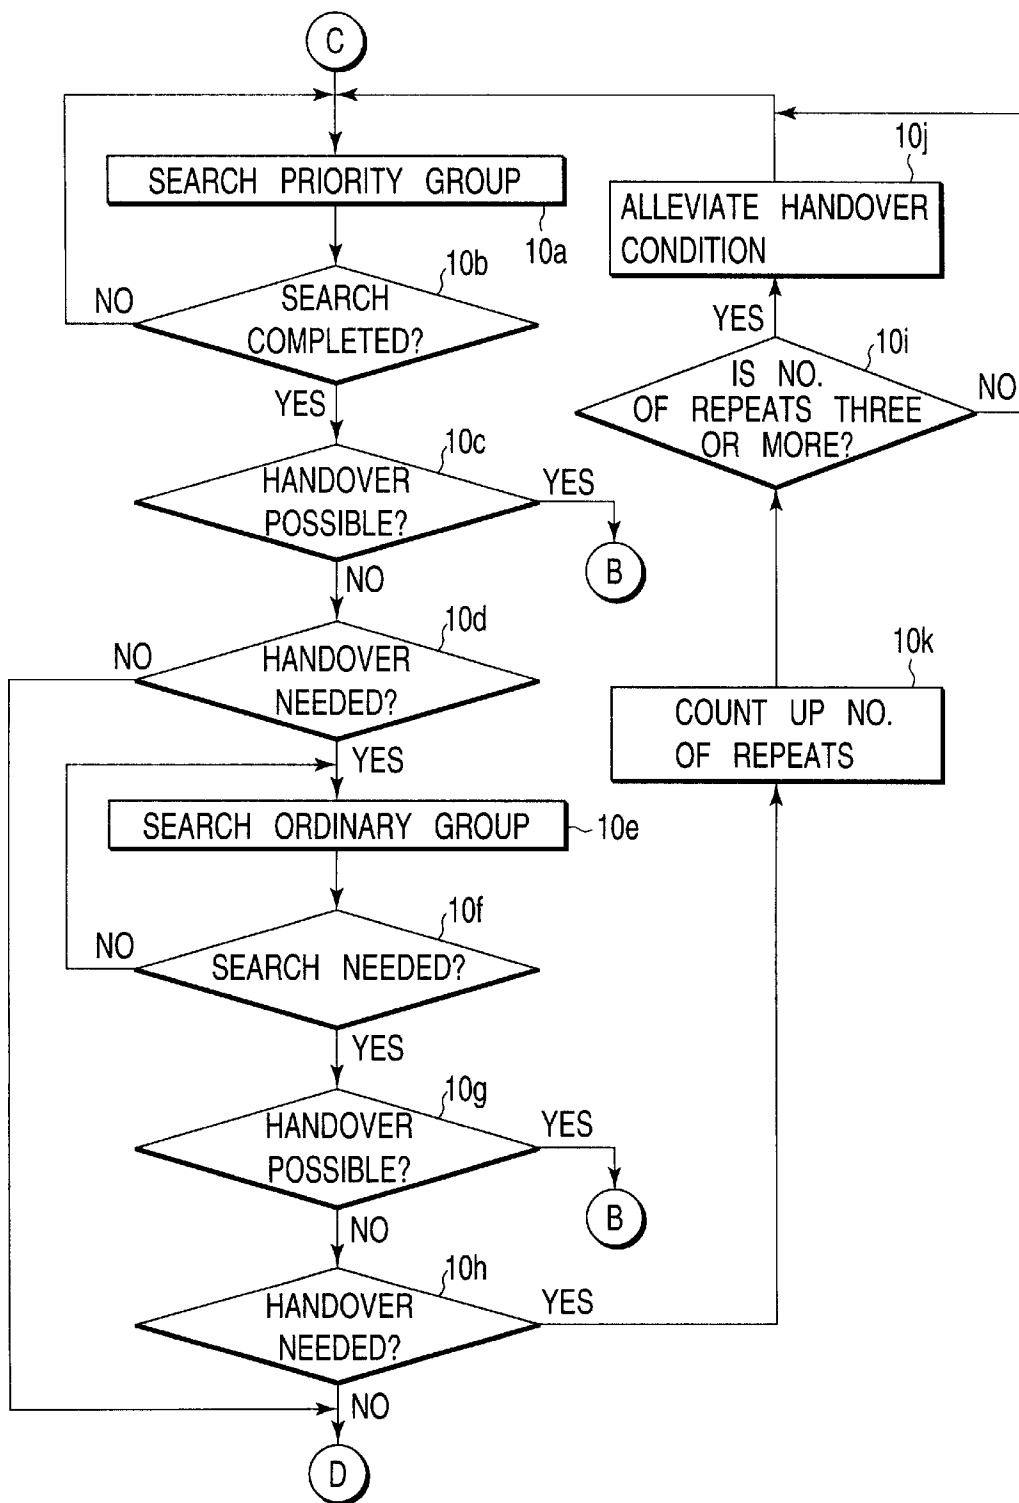 C
SEARCH PRIORITY GROUP
10a
10b
SEARCH
COMPLETED?
NO
YES
10c
HANDOVER
POSSIBLE?
YES
B
NO
10d
HANDOVER
NEEDED?
NO
YES
SEARCH ORDINARY GROUP
10e
10f
SEARCH NEEDED?
NO
YES
10g
HANDOVER
POSSIBLE?
YES
B
NO
10h
HANDOVER
NEEDED?
YES
NO
D
10j
ALLEVIATE HANDOVER
CONDITION
YES
10i
IS NO.
OF REPEATS THREE
OR MORE?
NO
10k
COUNT UP NO.
OF REPEATS